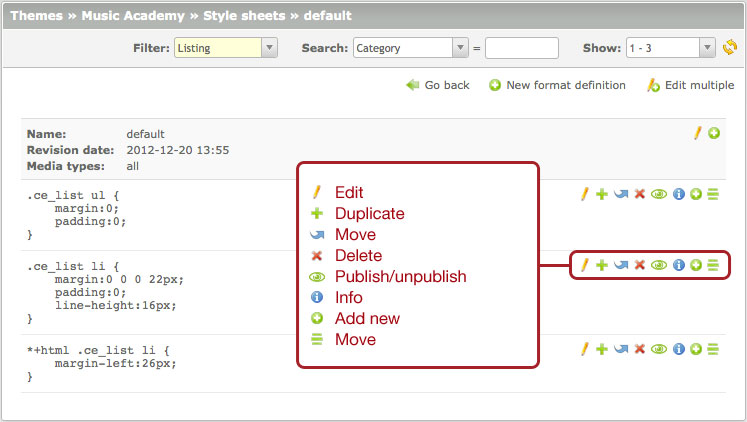 Themes » Music Academy » Style sheets » default
Filter: Listing Search: Category = Show: 1 - 3
Go back New format definition Edit multiple
Name: default
Revision date: 2012-12-20 13:55
Media types: all
.ce_list ul {
margin:0;
padding:0;
}
.ce_list li {
margin:0 0 0 22px;
padding:0;
line-height:16px;
}
*+html .ce_list li {
margin-left:26px;
}
Edit
Duplicate
Move
Delete
Publish/unpublish
Info
Add new
Move